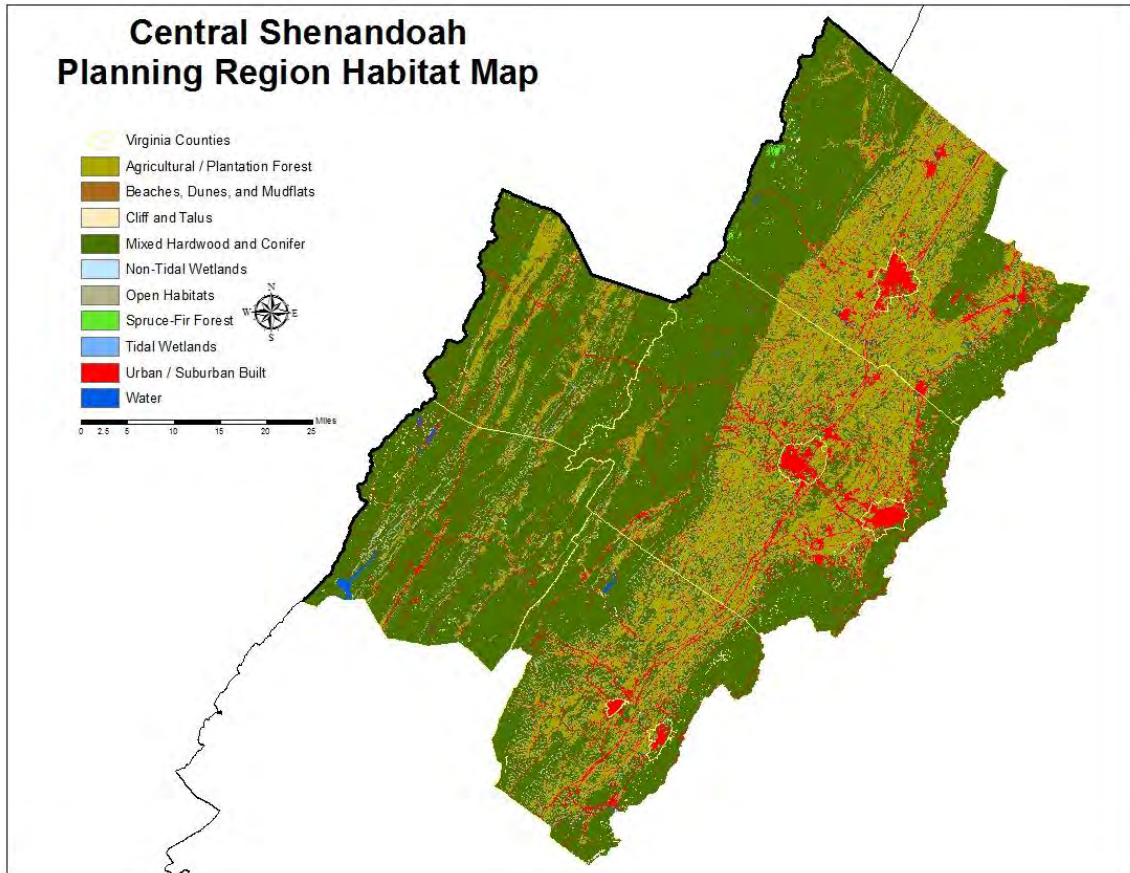 Central Shenandoah
Planning Region Habitat Map
Virginia Counties
Agricultural / Plantation Forest
Beaches, Dunes, and Mudflats
Cliff and Talus
Mixed Hardwood and Conifer
Non-Tidal Wetlands
Open Habitats
Spruce-Fir Forest
Tidal Wetlands
Urban / Suburban Built
Water
N
W E
S
Miles
0 2.5 5 10 15 20 25